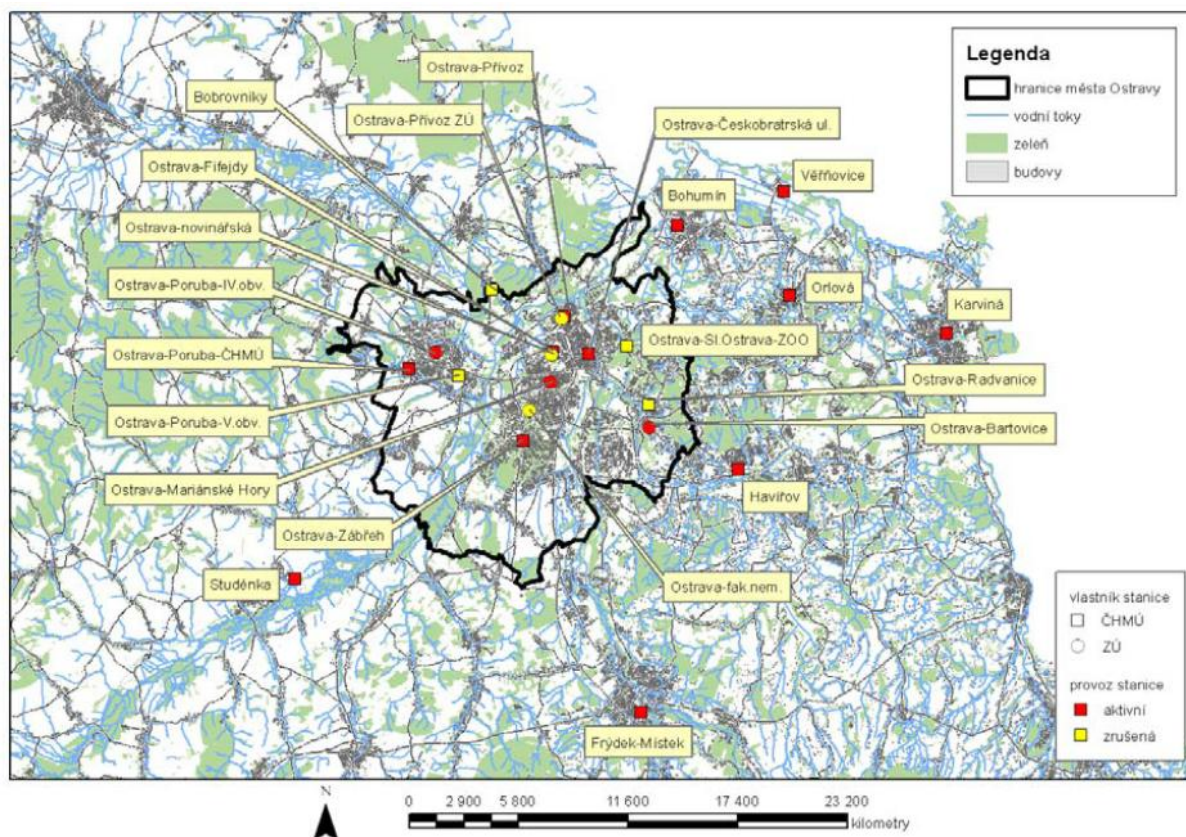 Ostrava-Přívoz
Bobrovníky
Ostrava-Přívoz ZÚ
Ostrava-Českobratrská ul.
Ostrava-Fifejdy
Věřňovice
Bohumín
Ostrava-novinářská
Ostrava-Poruba-IV.obv.
Orlová
Karviná
Ostrava-Poruba-ČHMÚ
Ostrava-Sl.Ostrava-ZOO
Ostrava-Radvanice
Ostrava-Poruba-V.obv.
Ostrava-Bartovice
Ostrava-Mariánské Hory
Havířov
Ostrava-Zábřeh
Studénka
Ostrava-fak.nem.
Frýdek-Místek
Legenda
hranice města Ostravy
vodní toky
zeleň
budovy
vlastník stanice
ČHMÚ
ZÚ
provoz stanice
aktivní
zrušená
N
0 2 900 5 800 11 600 17 400 23 200
kilometry